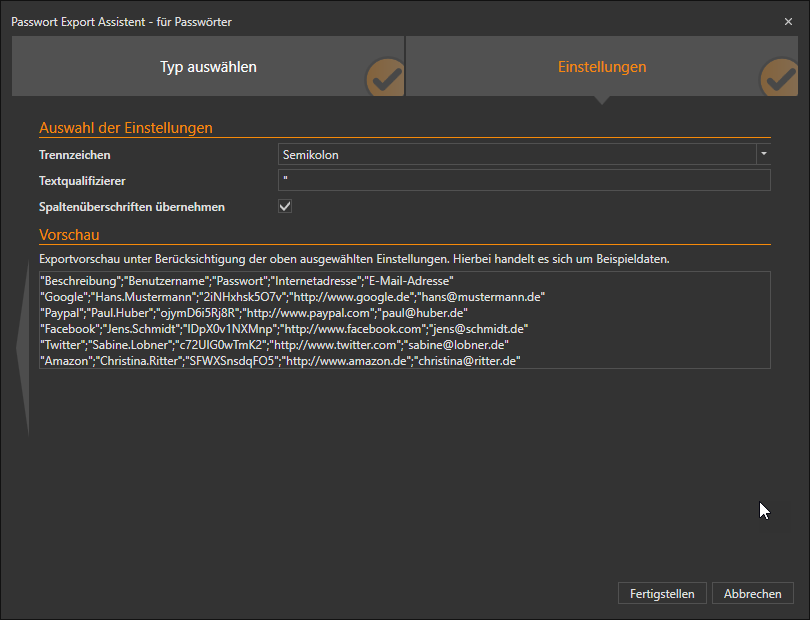 Passwort Export Assistent - für Passwörter
Typ auswählen
Einstellungen
Auswahl der Einstellungen
Trennzeichen
Semikolon
Textqualifizierer
"
Spaltenüberschriften übernehmen
Vorschau
Exportvorschau unter Berücksichtigung der oben ausgewählten Einstellungen. Hierbei handelt es sich um Beispieldaten.
"Beschreibung";"Benutzername";"Passwort";"Internetadresse";"E-Mail-Adresse"
"Google";"Hans.Mustermann";"2iNHxhsk5O7v";"http://www.google.de";"hans@mustermann.de"
"Paypal";"Paul.Huber";"ojymD6i5Rj8R";"http://www.paypal.com";"paul@huber.de"
"Facebook";"Jens.Schmidt";"IDpX0v1NXMnp";"http://www.facebook.com";"jens@schmidt.de"
"Twitter";"Sabine.Lobner";"c72UIG0wTmK2";"http://www.twitter.com";"sabine@lobner.de"
"Amazon";"Christina.Ritter";"SFWXSnsdqFO5";"http://www.amazon.de";"christina@ritter.de"
Fertigstellen
Abbrechen